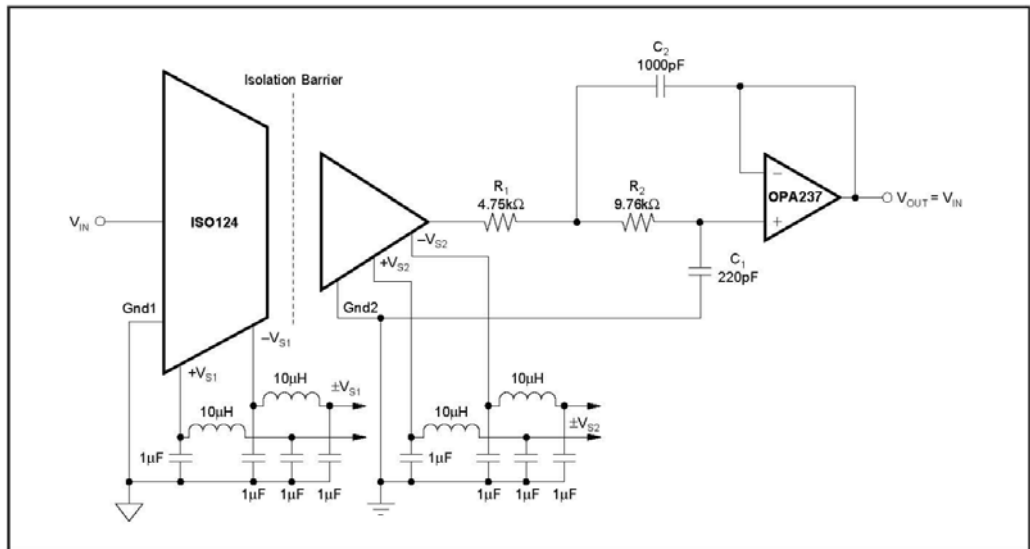 C2
1000pF
Isolation Barrier
R1
4.75kΩ
R2
9.76kΩ
−
OPA237
+
VOUT = VIN
VIN
ISO124
−VS2
+VS2
C1
220pF
Gnd1
Gnd2
−VS1
+VS1
10µH
±VS1
10µH
10µH
±VS2
10µH
1µF
1µF
1µF
1µF
1µF
1µF
1µF
1µF